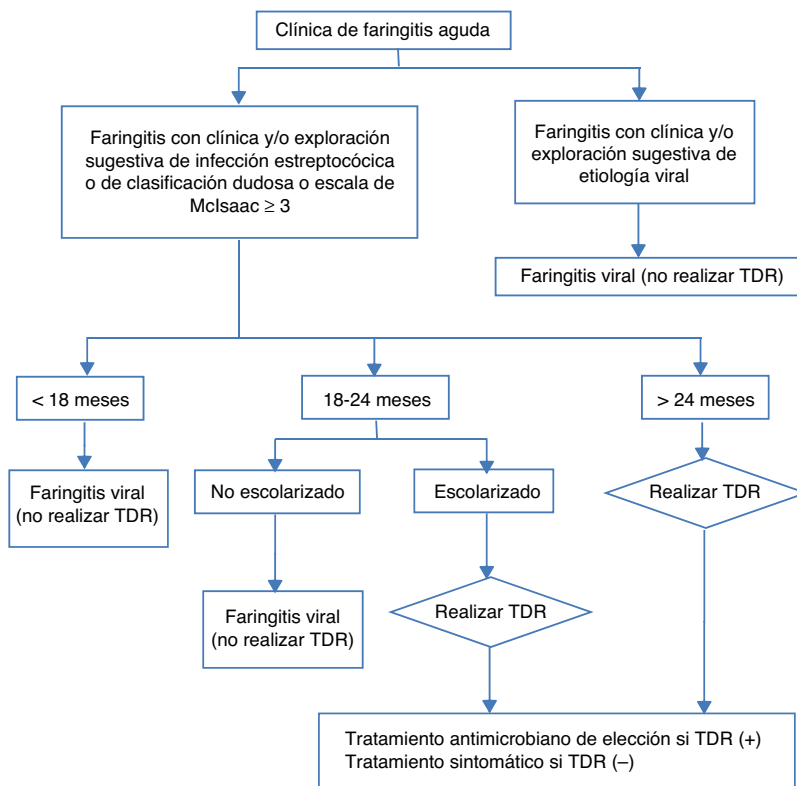 Clínica de faringitis aguda
Faringitis con clínica y/o exploración
sugestiva de infección estreptocócica
o de clasificación dudosa o escala de
McIsaac ≥ 3
Faringitis con clínica y/o
exploración sugestiva de
etiología viral
Faringitis viral (no realizar TDR)
< 18 meses
18-24 meses
> 24 meses
Faringitis viral
(no realizar TDR)
No escolarizado
Escolarizado
Realizar TDR
Faringitis viral
(no realizar TDR)
Realizar TDR
Tratamiento antimicrobiano de elección si TDR (+)
Tratamiento sintomático si TDR (–)